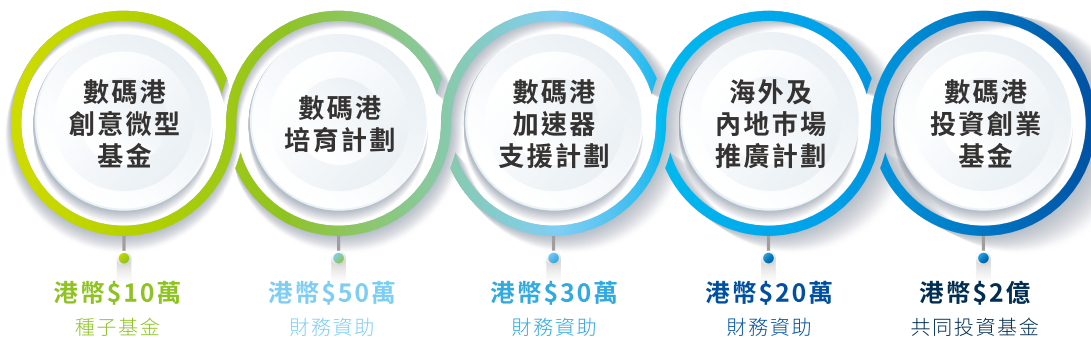 數碼港
創意微型
基金
港幣$10萬
種子基金
數碼港
培育計劃
港幣$50萬
財務資助
數碼港
加速器
支援計劃
港幣$30萬
財務資助
海外及
內地市場
推廣計劃
港幣$20萬
財務資助
數碼港
投資創業
基金
港幣$2億
共同投資基金